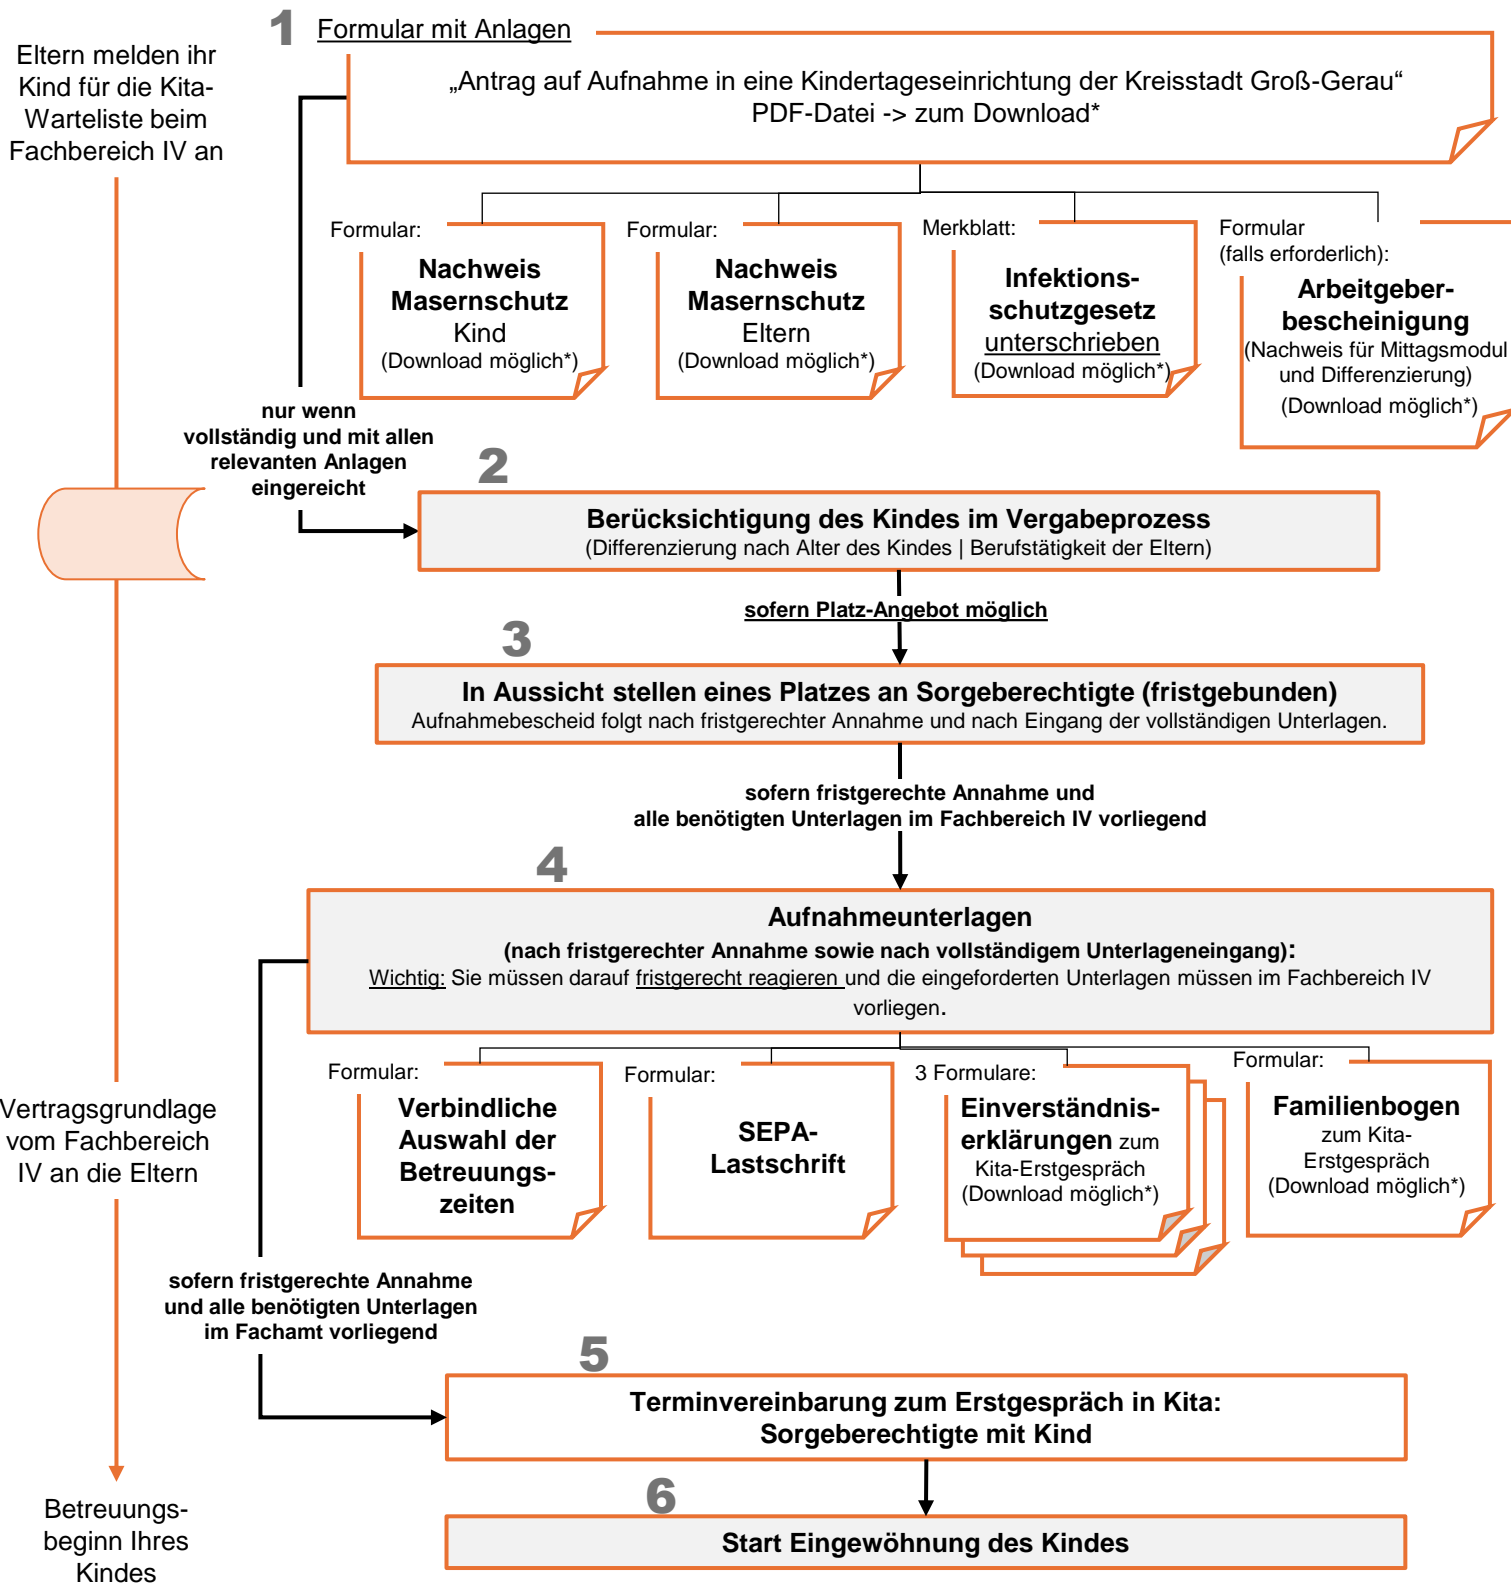 Eltern melden ihr
Kind für die Kita-
Warteliste beim
Fachbereich IV an
1
Formular mit Anlagen
„Antrag auf Aufnahme in eine Kindertageseinrichtung der Kreisstadt Groß-Gerau“
PDF-Datei -> zum Download*
Formular:
Nachweis
Masernschutz
Kind
(Download möglich*)
Formular:
Nachweis
Masernschutz
Eltern
(Download möglich*)
Merkblatt:
Infektions-
schutzgesetz
unterschrieben
(Download möglich*)
Formular
(falls erforderlich):
Arbeitgeber-
bescheinigung
(Nachweis für Mittagsmodul
und Differenzierung)
(Download möglich*)
nur wenn
vollständig und mit allen
relevanten Anlagen
eingereicht
2
Berücksichtigung des Kindes im Vergabeprozess
(Differenzierung nach Alter des Kindes | Berufstätigkeit der Eltern)
sofern Platz-Angebot möglich
3
In Aussicht stellen eines Platzes an Sorgeberechtigte (fristgebunden)
Aufnahmebescheid folgt nach fristgerechter Annahme und nach Eingang der vollständigen Unterlagen.
sofern fristgerechte Annahme und
alle benötigten Unterlagen im Fachbereich IV vorliegend
4
Aufnahmeunterlagen
(nach fristgerechter Annahme sowie nach vollständigem Unterlageneingang):
Wichtig: Sie müssen darauf fristgerecht reagieren und die eingeforderten Unterlagen müssen im Fachbereich IV
vorliegen.
Formular:
Verbindliche
Auswahl der
Betreuungs-
zeiten
Formular:
SEPA-
Lastschrift
3 Formulare:
Einverständnis-
erklärungen zum
Kita-Erstgespräch
(Download möglich*)
Formular:
Familienbogen
zum Kita-
Erstgespräch
(Download möglich*)
Vertragsgrundlage
vom Fachbereich
IV an die Eltern
sofern fristgerechte Annahme
und alle benötigten Unterlagen
im Fachamt vorliegend
5
Terminvereinbarung zum Erstgespräch in Kita:
Sorgeberechtigte mit Kind
6
Start Eingewöhnung des Kindes
Betreuungs-
beginn Ihres
Kindes